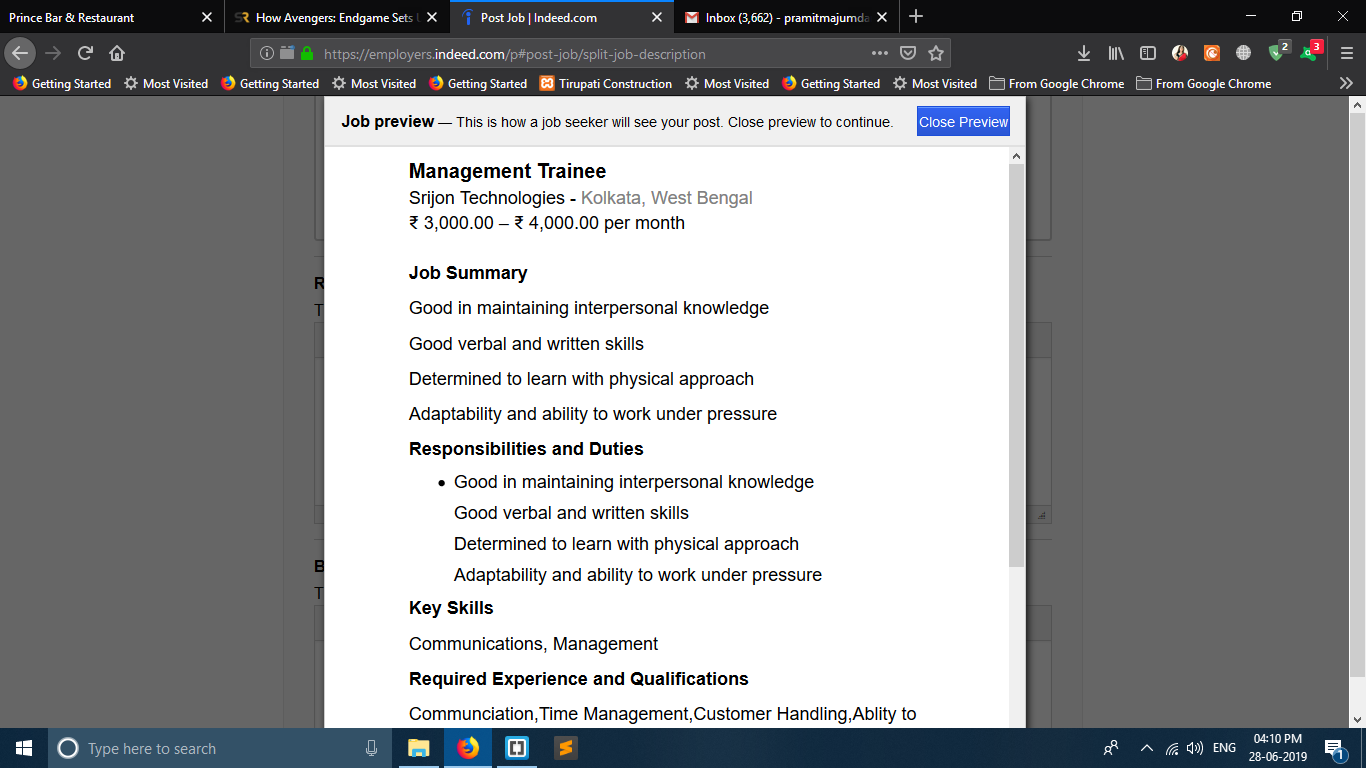 Prince Bar & Restaurant
How Avengers: Endgame Sets U
Post Job | Indeed.com
Inbox (3,662) - pramitmajumda
https://employers.indeed.com/p#post-job/split-job-description
2
3
Getting Started
Most Visited
Getting Started
Most Visited
Getting Started
Tirupati Construction
Most Visited
Getting Started
Most Visited
From Google Chrome
From Google Chrome
Job preview — This is how a job seeker will see your post. Close preview to continue.
Close Preview
Management Trainee
Srijon Technologies - Kolkata, West Bengal
₹ 3,000.00 – ₹ 4,000.00 per month
Job Summary
Good in maintaining interpersonal knowledge
Good verbal and written skills
Determined to learn with physical approach
Adaptability and ability to work under pressure
Responsibilities and Duties
• Good in maintaining interpersonal knowledge
Good verbal and written skills
Determined to learn with physical approach
Adaptability and ability to work under pressure
Key Skills
Communications, Management
Required Experience and Qualifications
Communciation,Time Management,Customer Handling,Ablity to
Type here to search
ENG
04:10 PM
28-06-2019
1